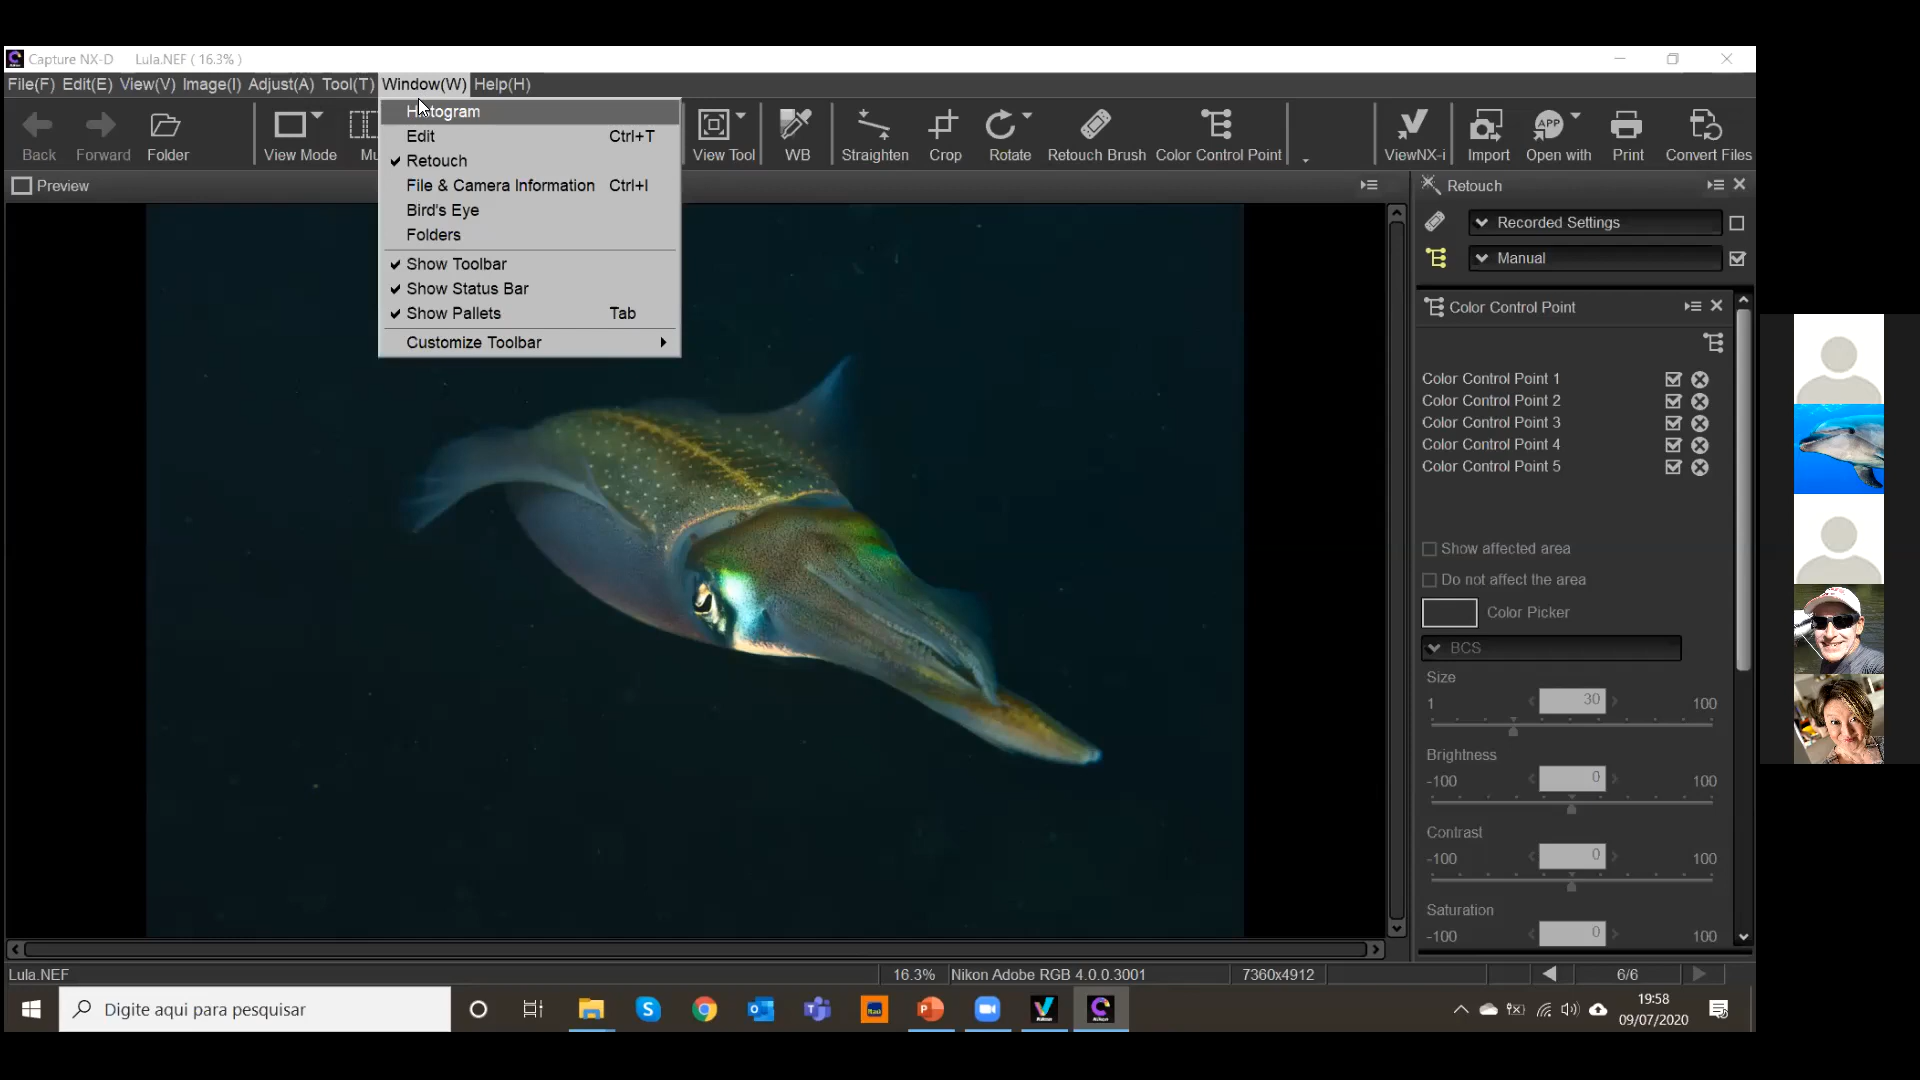 Capture NX-D Lula.NEF ( 16.3% )
File(F) Edit(E) View(V) Image(I) Adjust(A) Tool(T) Window(W) Help(H)
Back Forward Folder View Mode View Tool WB Straighten Crop Rotate Retouch Brush Color Control Point ViewNX-i Import Open with Print Convert Files
APP
Edit Ctrl+T
Retouch
File & Camera Information Ctrl+I
Bird's Eye
Folders
Show Toolbar
Show Status Bar
Show Pallets Tab
Customize Toolbar
Preview
Retouch
Recorded Settings
Manual
Color Control Point
Color Control Point 1
Color Control Point 2
Color Control Point 3
Color Control Point 4
Color Control Point 5
Show affected area
Do not affect the area
Color Picker
BCS
Size
1 30 100
Brightness
-100 0 100
Contrast
-100 0 100
Saturation
-100 0 100
Lula.NEF 16.3% Nikon Adobe RGB 4.0.0.3001 7360x4912 6/6
Digite aqui para pesquisar
19:58
09/07/2020